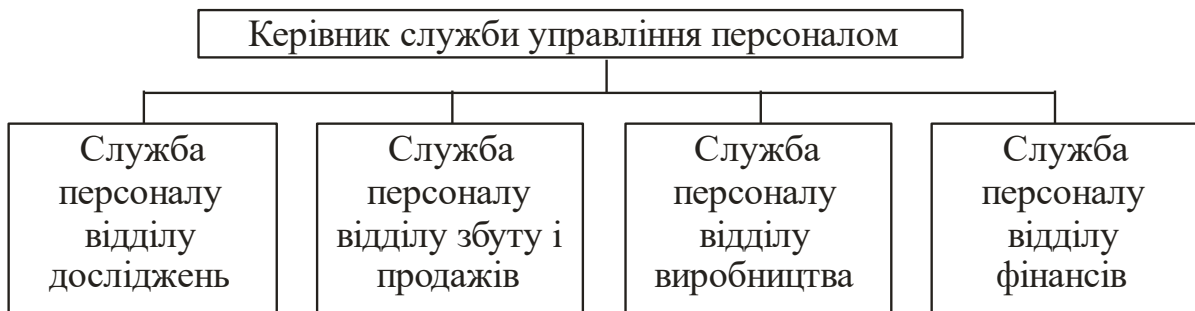 Керівник служби управління персоналом
Служба
персоналу
відділу
досліджень
Служба
персоналу
відділу збуту і
продажів
Служба
персоналу
відділу
виробництва
Служба
персоналу
відділу
фінансів